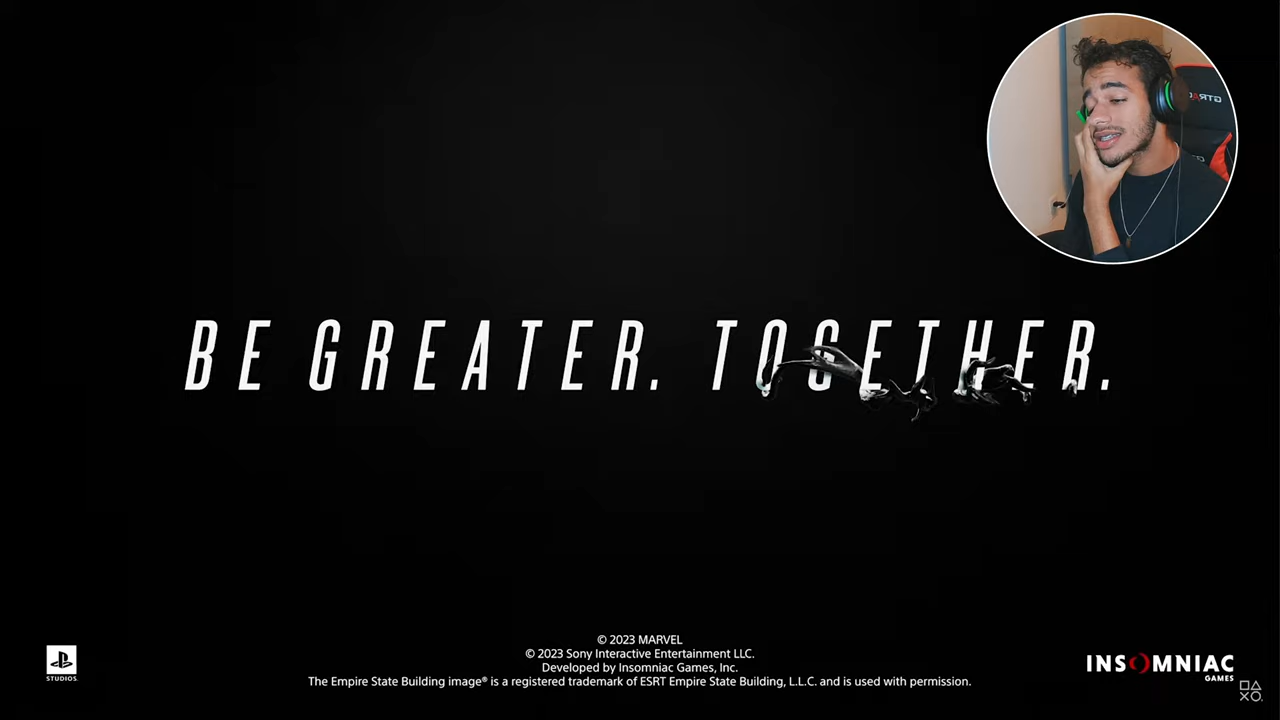 GTRACING
BE GREATER. TOGETHER.
© 2023 MARVEL
© 2023 Sony Interactive Entertainment LLC.
Developed by Insomniac Games, Inc.
The Empire State Building image® is a registered trademark of ESRT Empire State Building, L.L.C. and is used with permission.
STUDIOS
INSOMNIAC
GAMES